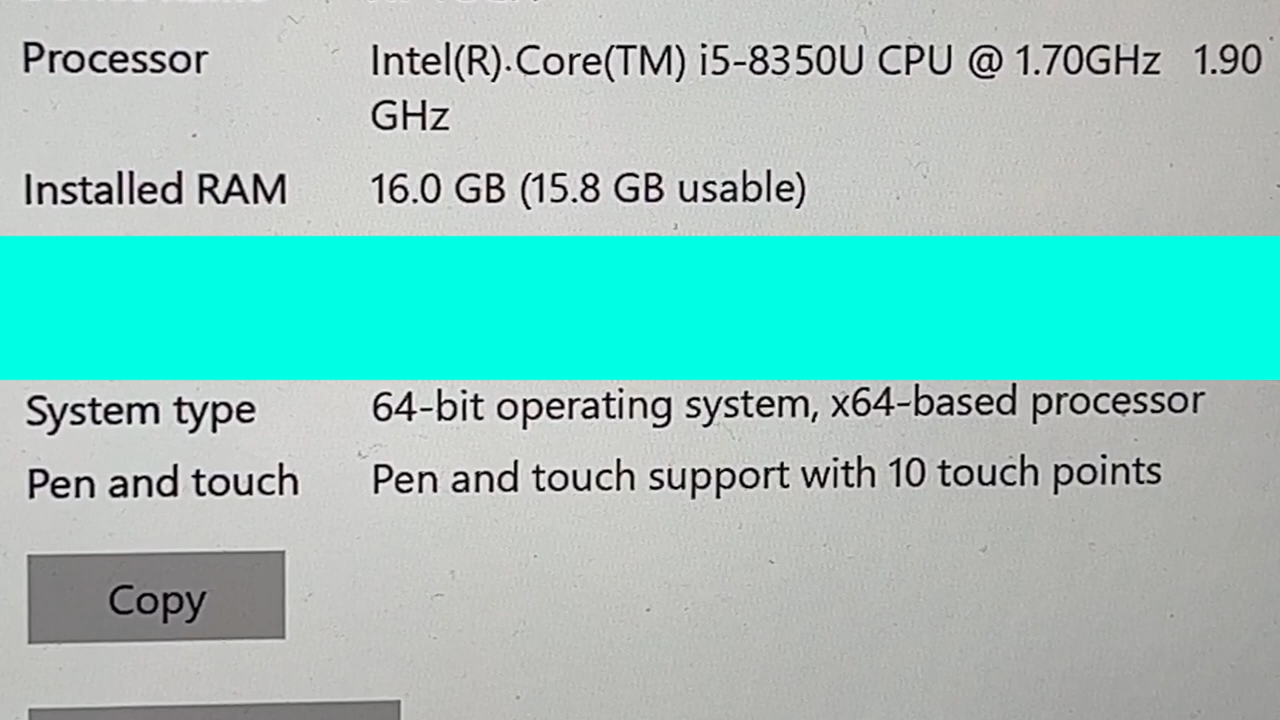 Processor Intel(R) Core(TM) i5-8350U CPU @ 1.70GHz 1.90
GHz
Installed RAM 16.0 GB (15.8 GB usable)
System type 64-bit operating system, x64-based processor
Pen and touch Pen and touch support with 10 touch points
Copy